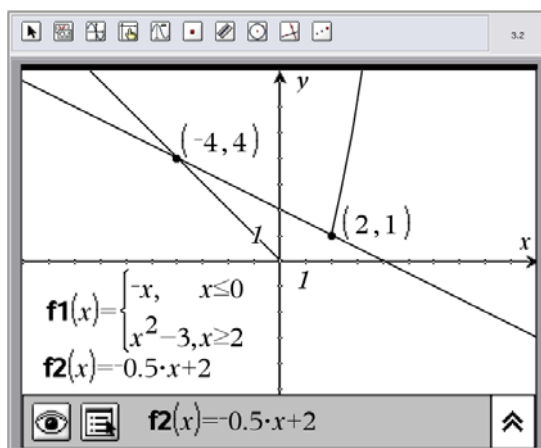 3.2
y
(⁻4,4)
(2,1)
1
x
1
f1(x)={⁻x, x≤0
x²−3,x≥2
f2(x)=⁻0.5·x+2
f2(x)=⁻0.5·x+2